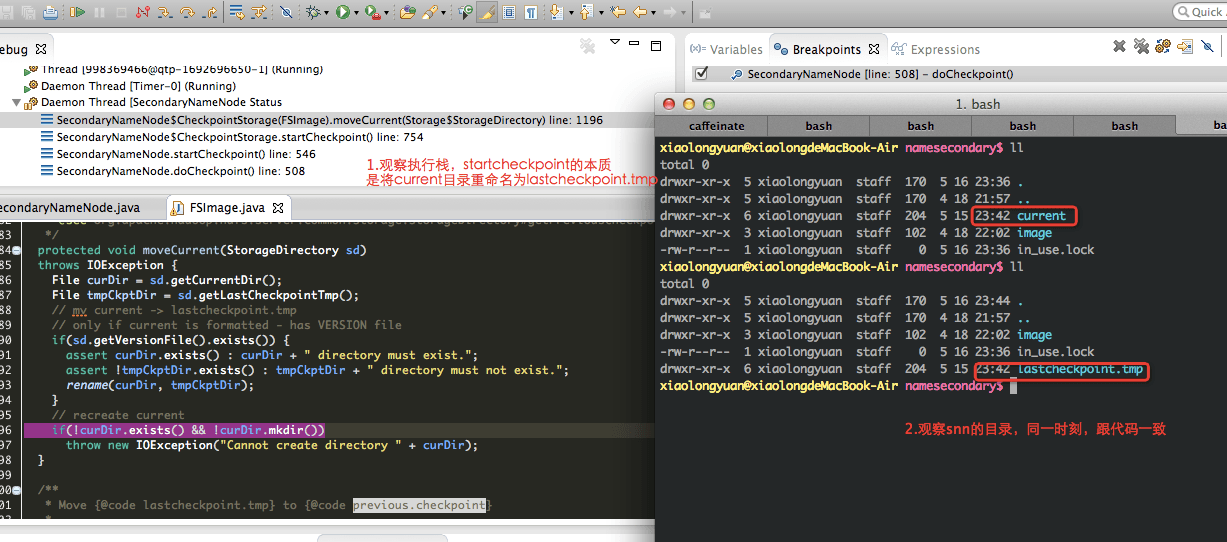 Quick
ebug
Thread [998369466@qtp-1692696650-1] (Running)
Daemon Thread [Timer-0] (Running)
Daemon Thread [SecondaryNameNode Status
SecondaryNameNode$CheckpointStorage(FSImage).moveCurrent(Storage$StorageDirectory) line: 1196
SecondaryNameNode$CheckpointStorage.startCheckpoint() line: 754
SecondaryNameNode.startCheckpoint() line: 546
SecondaryNameNode.doCheckpoint() line: 508
1.观察执行栈，startcheckpoint的本质
是将current目录重命名为lastcheckpoint.tmp
(x)= Variables
Breakpoints
Expressions
SecondaryNameNode [line: 508] - doCheckpoint()
econdaryNameNode.java
FSImage.java
83 */
84 protected void moveCurrent(StorageDirectory sd)
85 throws IOException {
86 File curDir = sd.getCurrentDir();
87 File tmpCkptDir = sd.getLastCheckpointTmp();
88 // mv current -> lastcheckpoint.tmp
89 // only if current is formatted - has VERSION file
90 if(sd.getVersionFile().exists()) {
91 assert curDir.exists() : curDir + " directory must exist.";
92 assert !tmpCkptDir.exists() : tmpCkptDir + " directory must not exist.";
93 rename(curDir, tmpCkptDir);
94 }
95 // recreate current
96 if(!curDir.exists() && !curDir.mkdir())
97 throw new IOException("Cannot create directory " + curDir);
98 }
99
00 /**
01 * Move {@code lastcheckpoint.tmp} to {@code previous.checkpoint}
1. bash
caffeinate bash bash bash bash ba
xiaolongyuan@xiaolongdeMacBook-Air namesecondary$ ll
total 0
drwxr-xr-x 5 xiaolongyuan staff 170 5 16 23:36 .
drwxr-xr-x 5 xiaolongyuan staff 170 4 18 21:57 ..
drwxr-xr-x 6 xiaolongyuan staff 204 5 15 23:42 current
drwxr-xr-x 3 xiaolongyuan staff 102 4 18 22:02 image
-rw-r--r-- 1 xiaolongyuan staff 0 5 16 23:36 in_use.lock
xiaolongyuan@xiaolongdeMacBook-Air namesecondary$ ll
total 0
drwxr-xr-x 5 xiaolongyuan staff 170 5 16 23:44 .
drwxr-xr-x 5 xiaolongyuan staff 170 4 18 21:57 ..
drwxr-xr-x 3 xiaolongyuan staff 102 4 18 22:02 image
-rw-r--r-- 1 xiaolongyuan staff 0 5 16 23:36 in_use.lock
drwxr-xr-x 6 xiaolongyuan staff 204 5 15 23:42 lastcheckpoint.tmp
xiaolongyuan@xiaolongdeMacBook-Air namesecondary$
2.观察snn的目录，同一时刻，跟代码一致